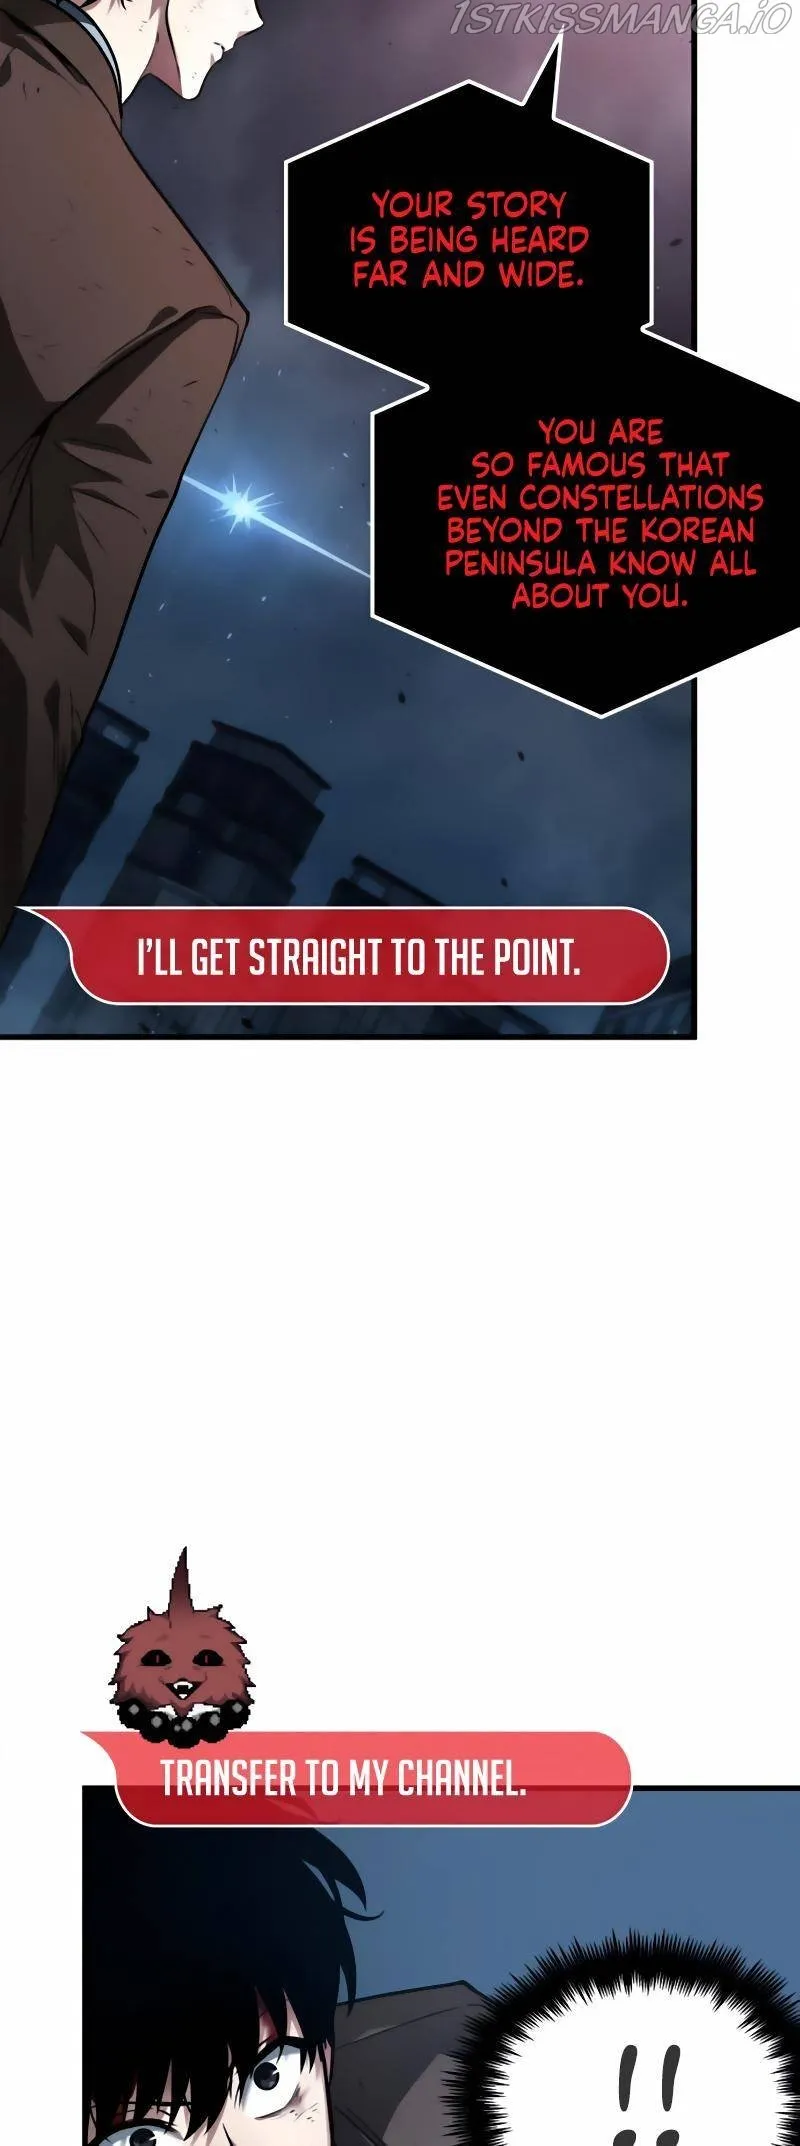 1STKISSMANGA.iO
YOUR STORY
IS BEING HEARD
FAR AND WIDE.
YOU ARE
SO FAMOUS THAT
EVEN CONSTELLATIONS
BEYOND THE KOREAN
PENINSULA KNOW ALL
ABOUT YOU.
I'LL GET STRAIGHT TO THE POINT.
TRANSFER TO MY CHANNEL.
!!